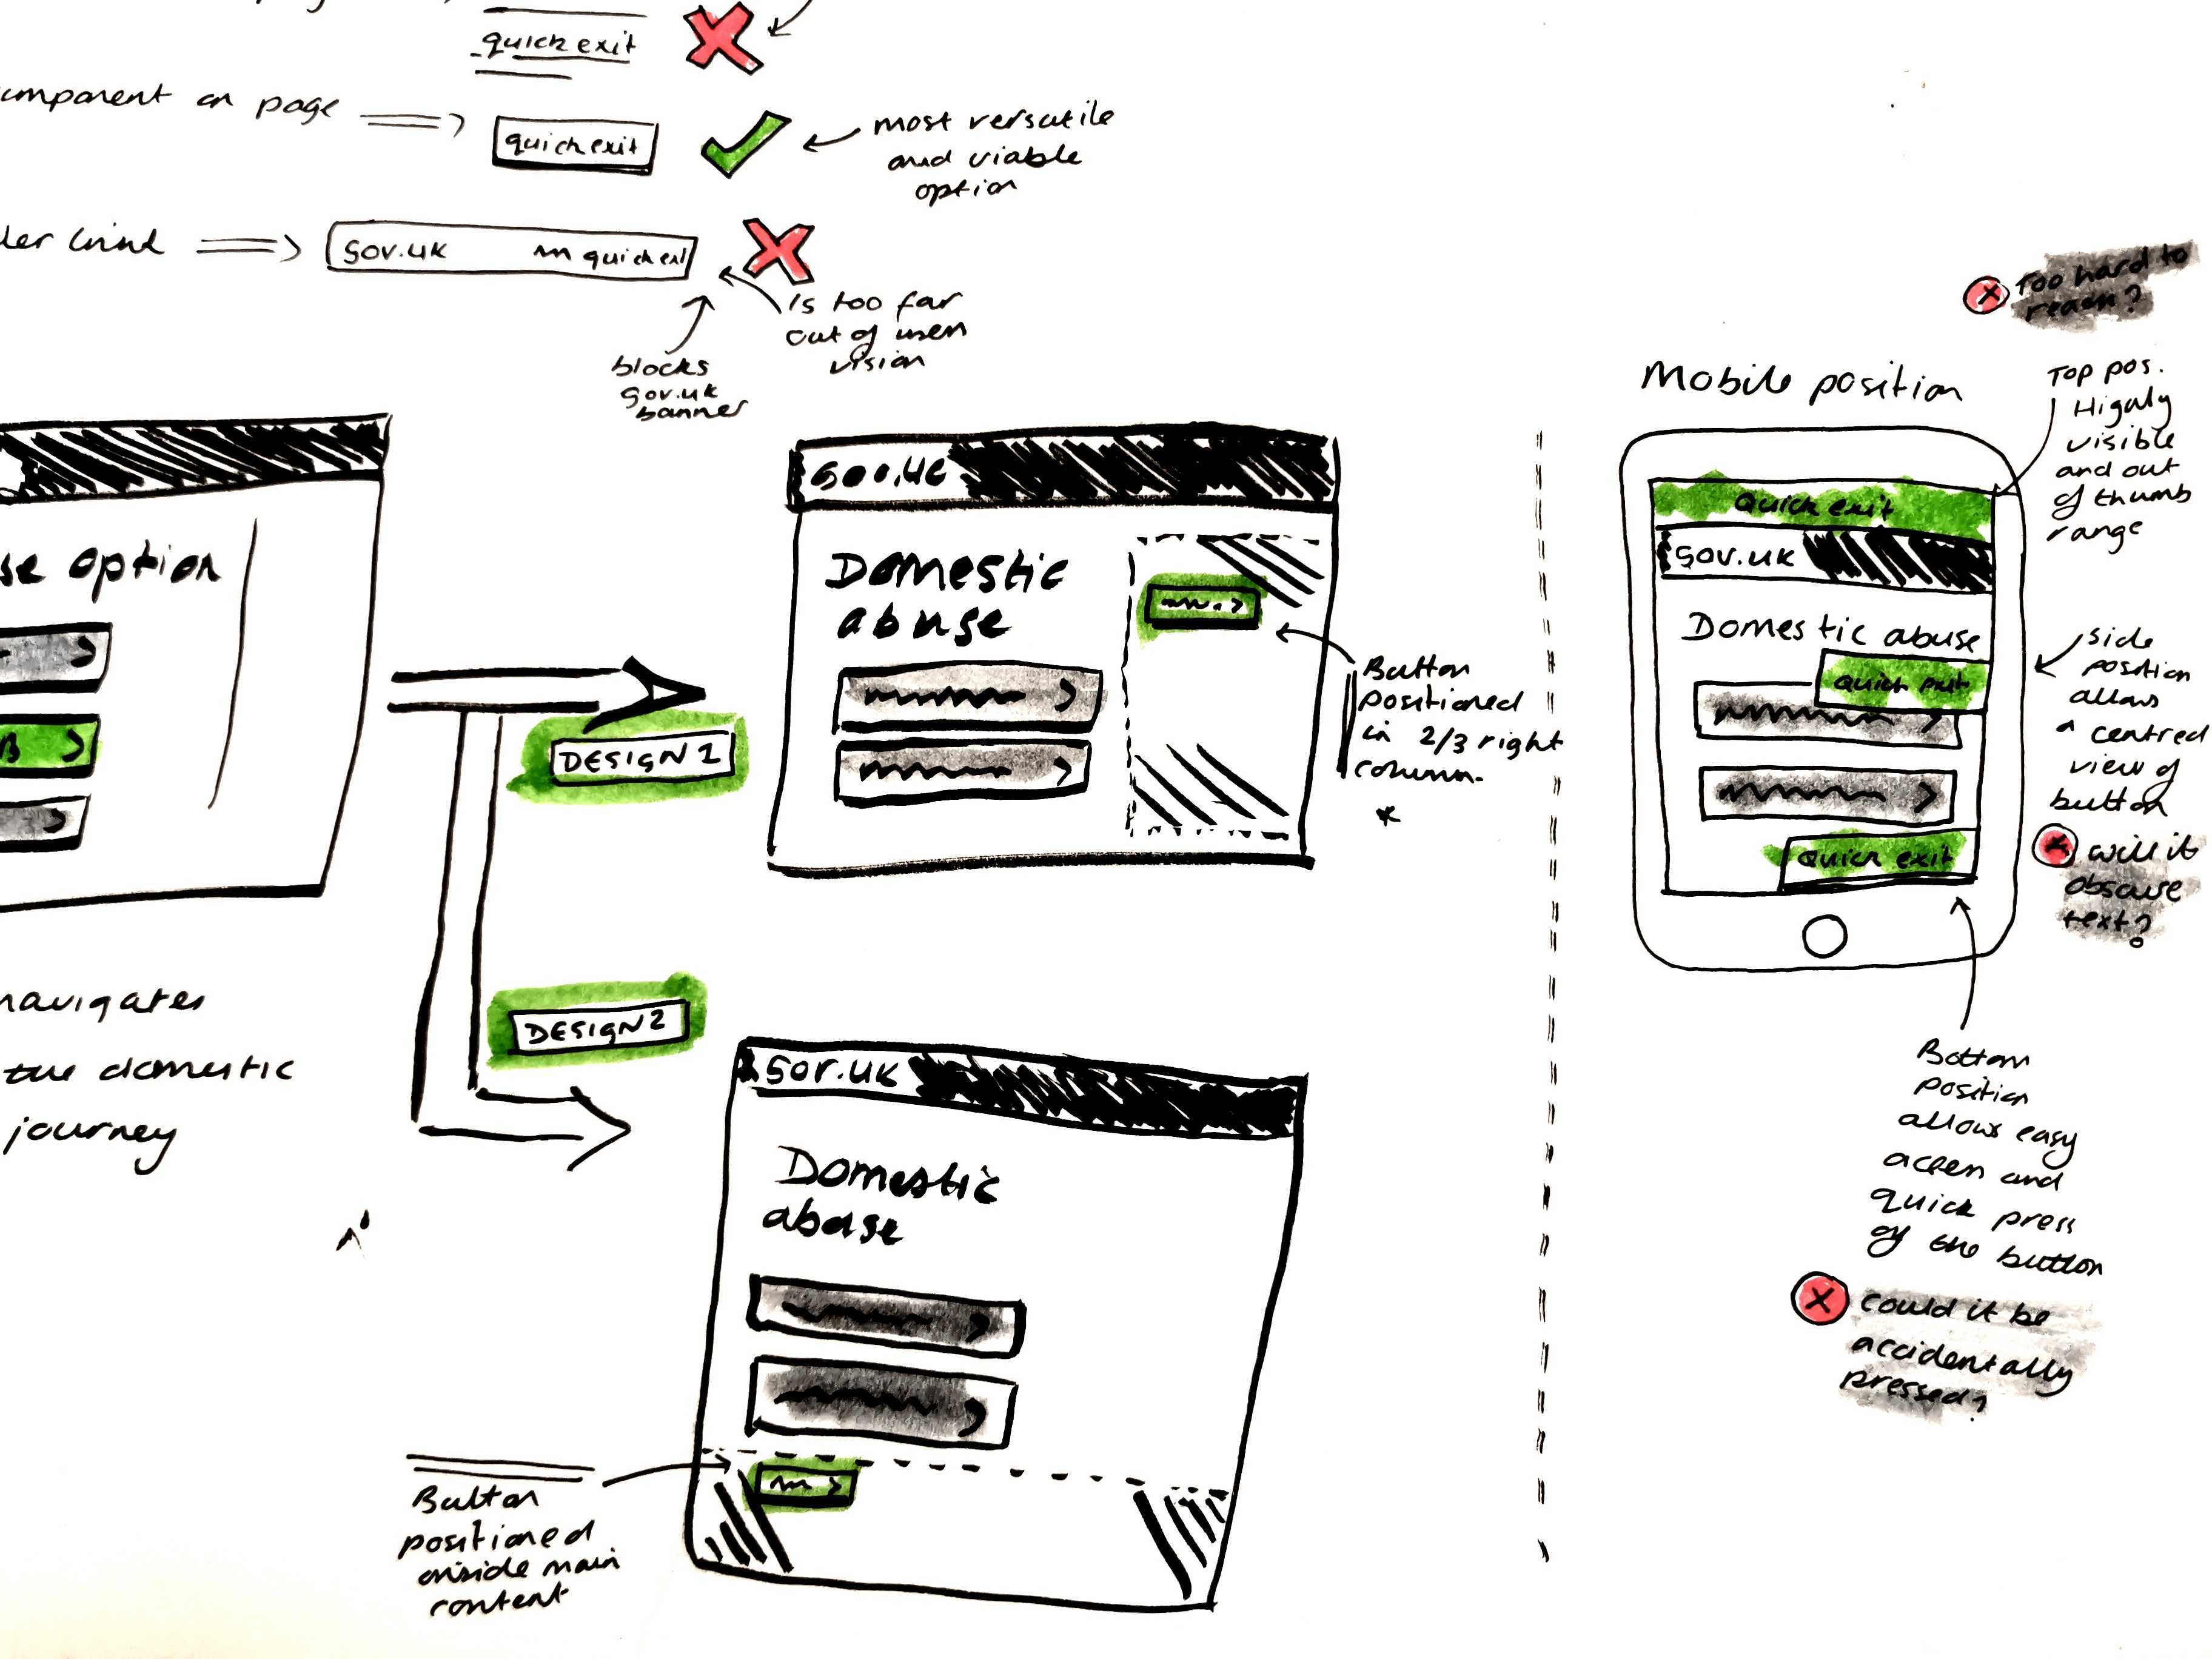 quick exit
component on page
quick exit
most versatile
and viable
option
gov.uk
quick exit
is too far
out of users
vision
blocks
gov.uk
banner
option
gov.uk
Domestic
abuse
Button
positioned
in 2/3 right
column.
*
DESIGN 1
navigates
the domestic
journey
DESIGN 2
gov.uk
Domestic
abuse
Button
positioned
inside main
content
Too hard to
reach?
Mobile position
Top pos.
Highly
visible
and out
of thumb
range
Quick exit
gov.uk
Domestic abuse
quick exit
side
position
allows
a centred
view of
button
will it
obscure
text?
Quick exit
Bottom
position
allows easy
access and
quick press
of the button
could it be
accidentally
pressed?